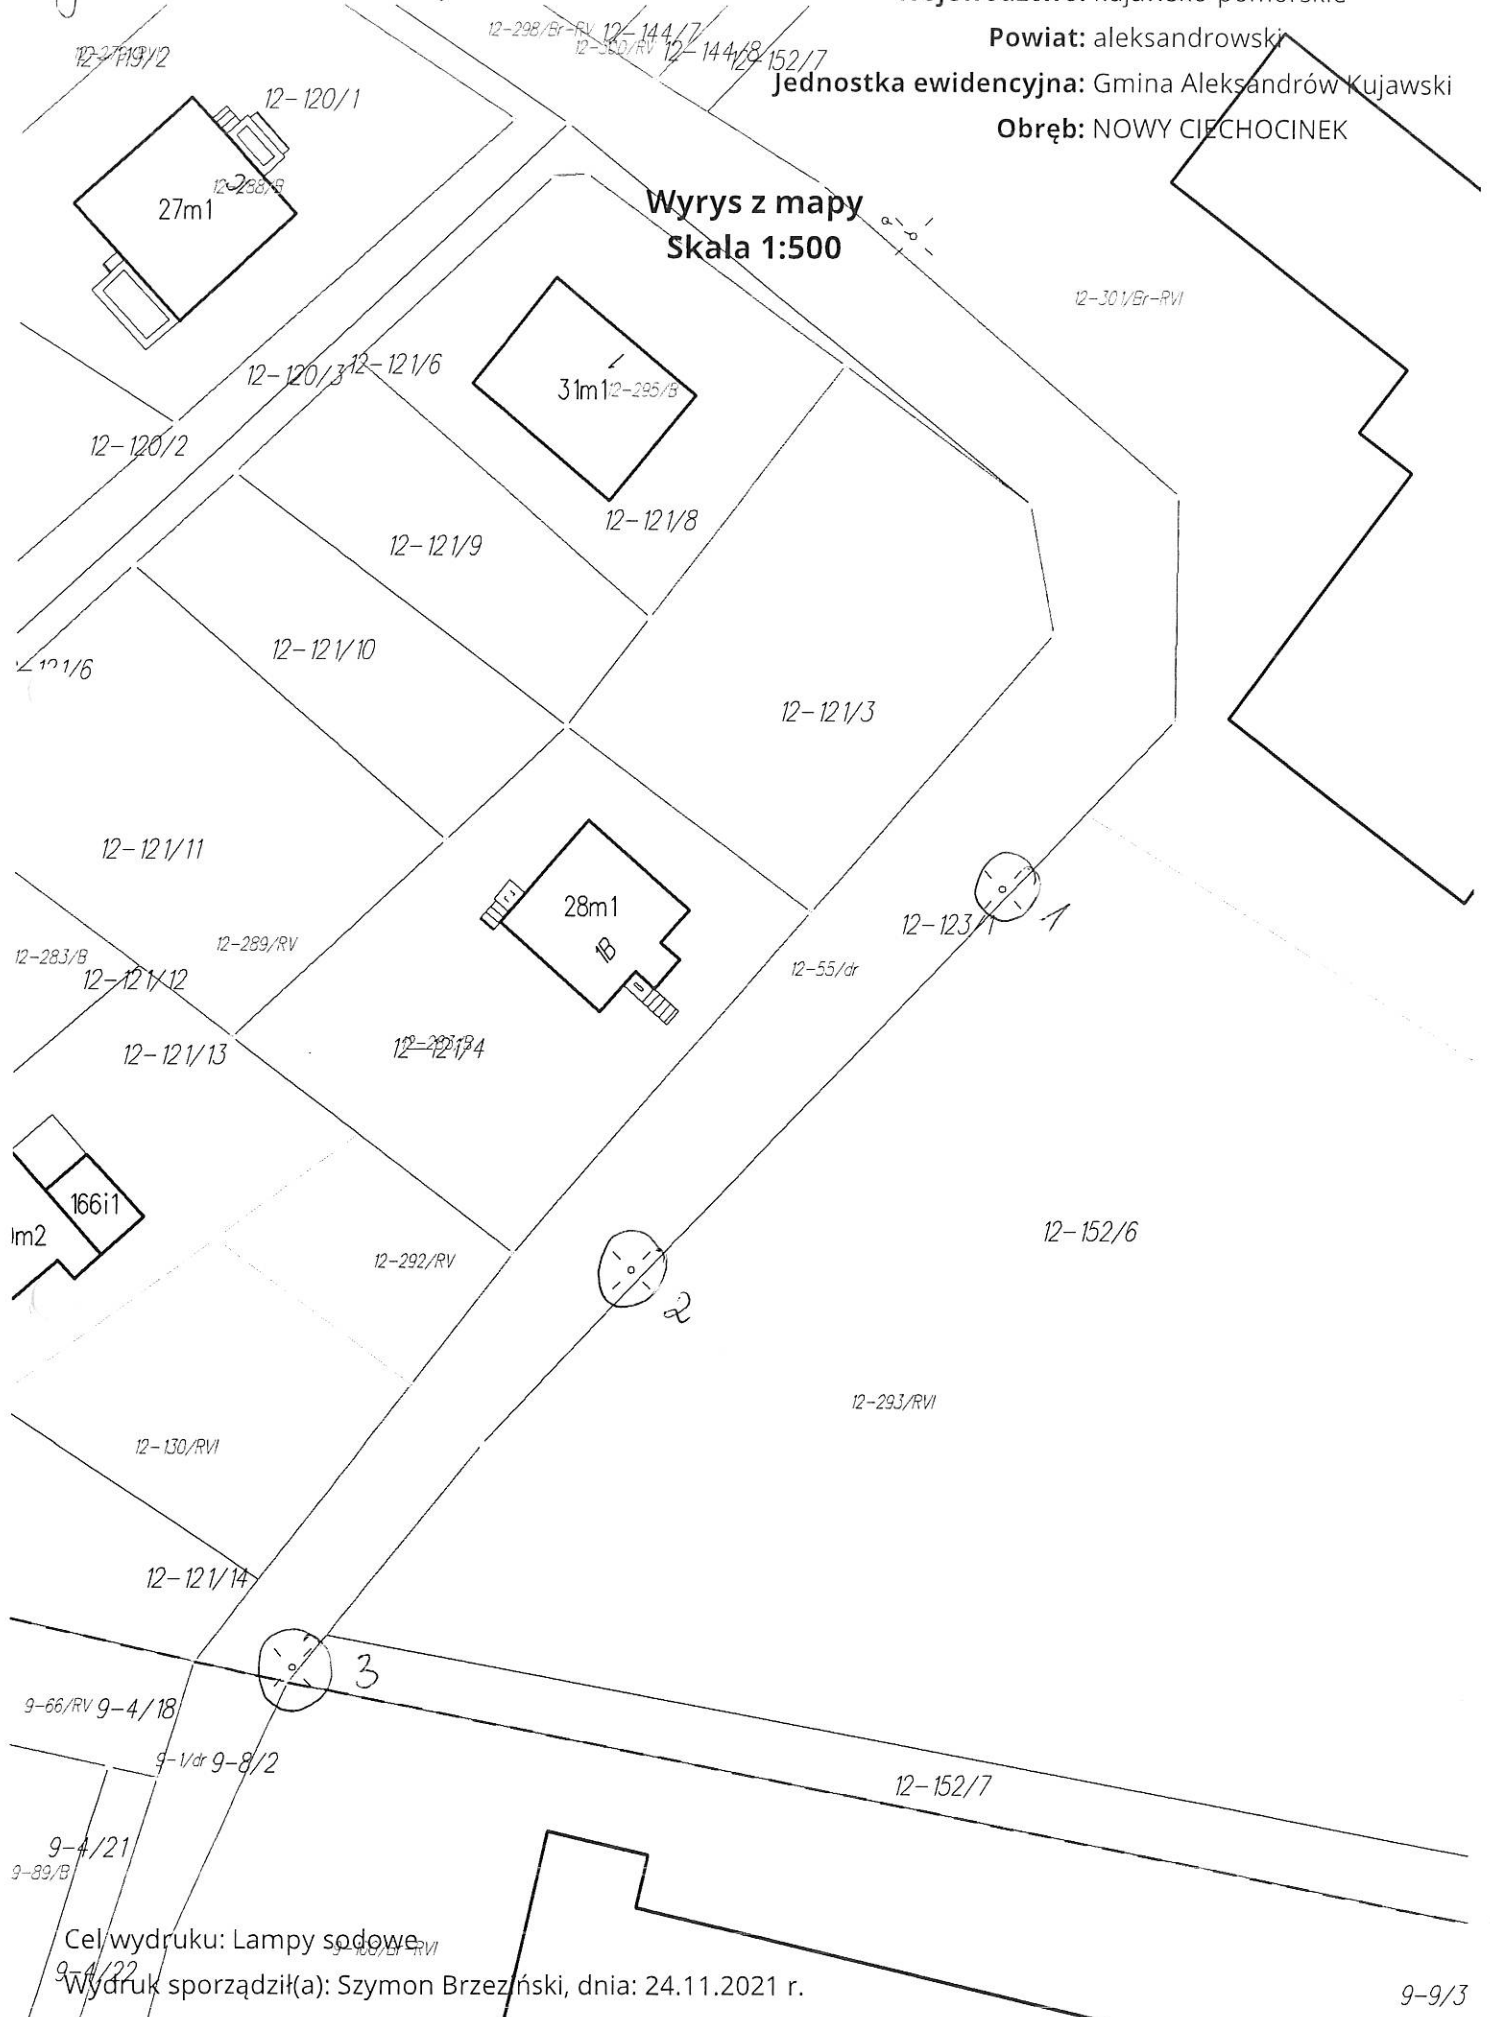 Powiat: aleksandrowski
Jednostka ewidencyjna: Gmina Aleksandrów Kujawski
Obręb: NOWY CIECHOCINEK
Wyrys z mapy
Skala 1:500
12-298/Br-RV
12-144/7
12-300/RV
12-144/8
12-152/7
12-119/2
12-120/1
12-288/B
2
27m1
12-301/Br-RVI
12-120/3
12-121/6
1
31m1
12-295/B
12-120/2
12-121/8
12-121/9
12-121/10
12-121/3
12-121/11
28m1
1B
12-123/1
1
12-289/RV
12-283/B
12-55/dr
12-121/12
12-121/13
12-121/4
166i1
12-152/6
12-292/RV
2
12-293/RVI
12-130/RVI
12-121/14
3
9-66/RV
9-4/18
9-1/dr
9-8/2
12-152/7
9-4/21
9-89/B
Cel wydruku: Lampy sodowe
9-4/22
Wydruk sporządził(a): Szymon Brzeziński, dnia: 24.11.2021 r.
9-9/3